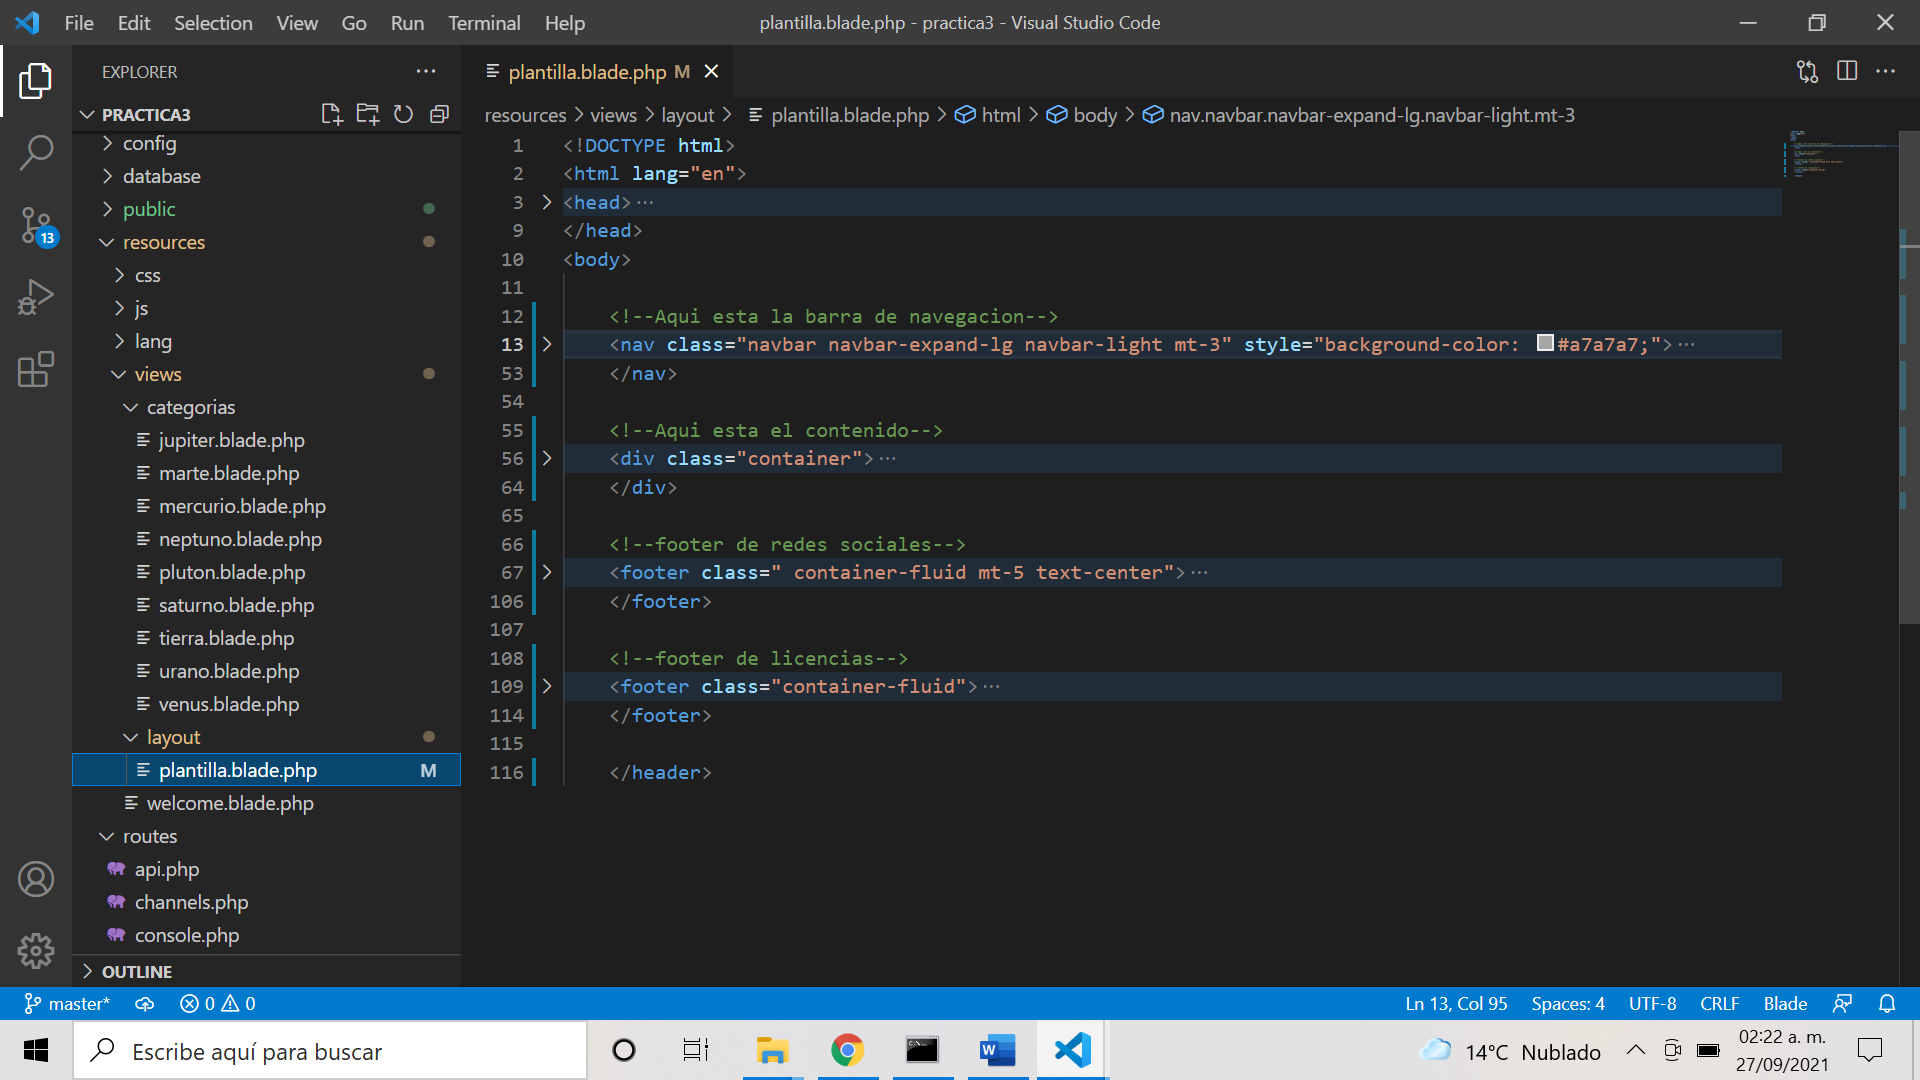 File Edit Selection View Go Run Terminal Help plantilla.blade.php - practica3 - Visual Studio Code
EXPLORER
PRACTICA3
config
database
public
resources
css
js
lang
views
categorias
jupiter.blade.php
marte.blade.php
mercurio.blade.php
neptuno.blade.php
pluton.blade.php
saturno.blade.php
tierra.blade.php
urano.blade.php
venus.blade.php
layout
plantilla.blade.php M
welcome.blade.php
routes
api.php
channels.php
console.php
OUTLINE
13
plantilla.blade.php M
resources > views > layout > plantilla.blade.php > html > body > nav.navbar.navbar-expand-lg.navbar-light.mt-3
1 <!DOCTYPE html>
2 <html lang="en">
3 <head>···
9 </head>
10 <body>
11
12 <!--Aqui esta la barra de navegacion-->
13 <nav class="navbar navbar-expand-lg navbar-light mt-3" style="background-color: #a7a7a7;">···
53 </nav>
54
55 <!--Aqui esta el contenido-->
56 <div class="container">···
64 </div>
65
66 <!--footer de redes sociales-->
67 <footer class=" container-fluid mt-5 text-center">···
106 </footer>
107
108 <!--footer de licencias-->
109 <footer class="container-fluid">···
114 </footer>
115
116 </header>
master* 0 0 Ln 13, Col 95 Spaces: 4 UTF-8 CRLF Blade
Escribe aquí para buscar
14°C Nublado
02:22 a. m.
27/09/2021